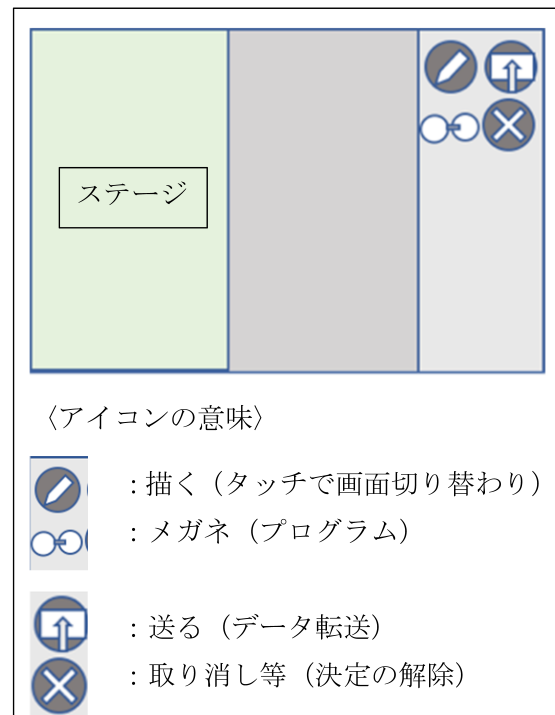 ステージ
〈アイコンの意味〉
：描く（タッチで画面切り替わり）
：メガネ（プログラム）
：送る（データ転送）
：取り消し等（決定の解除）